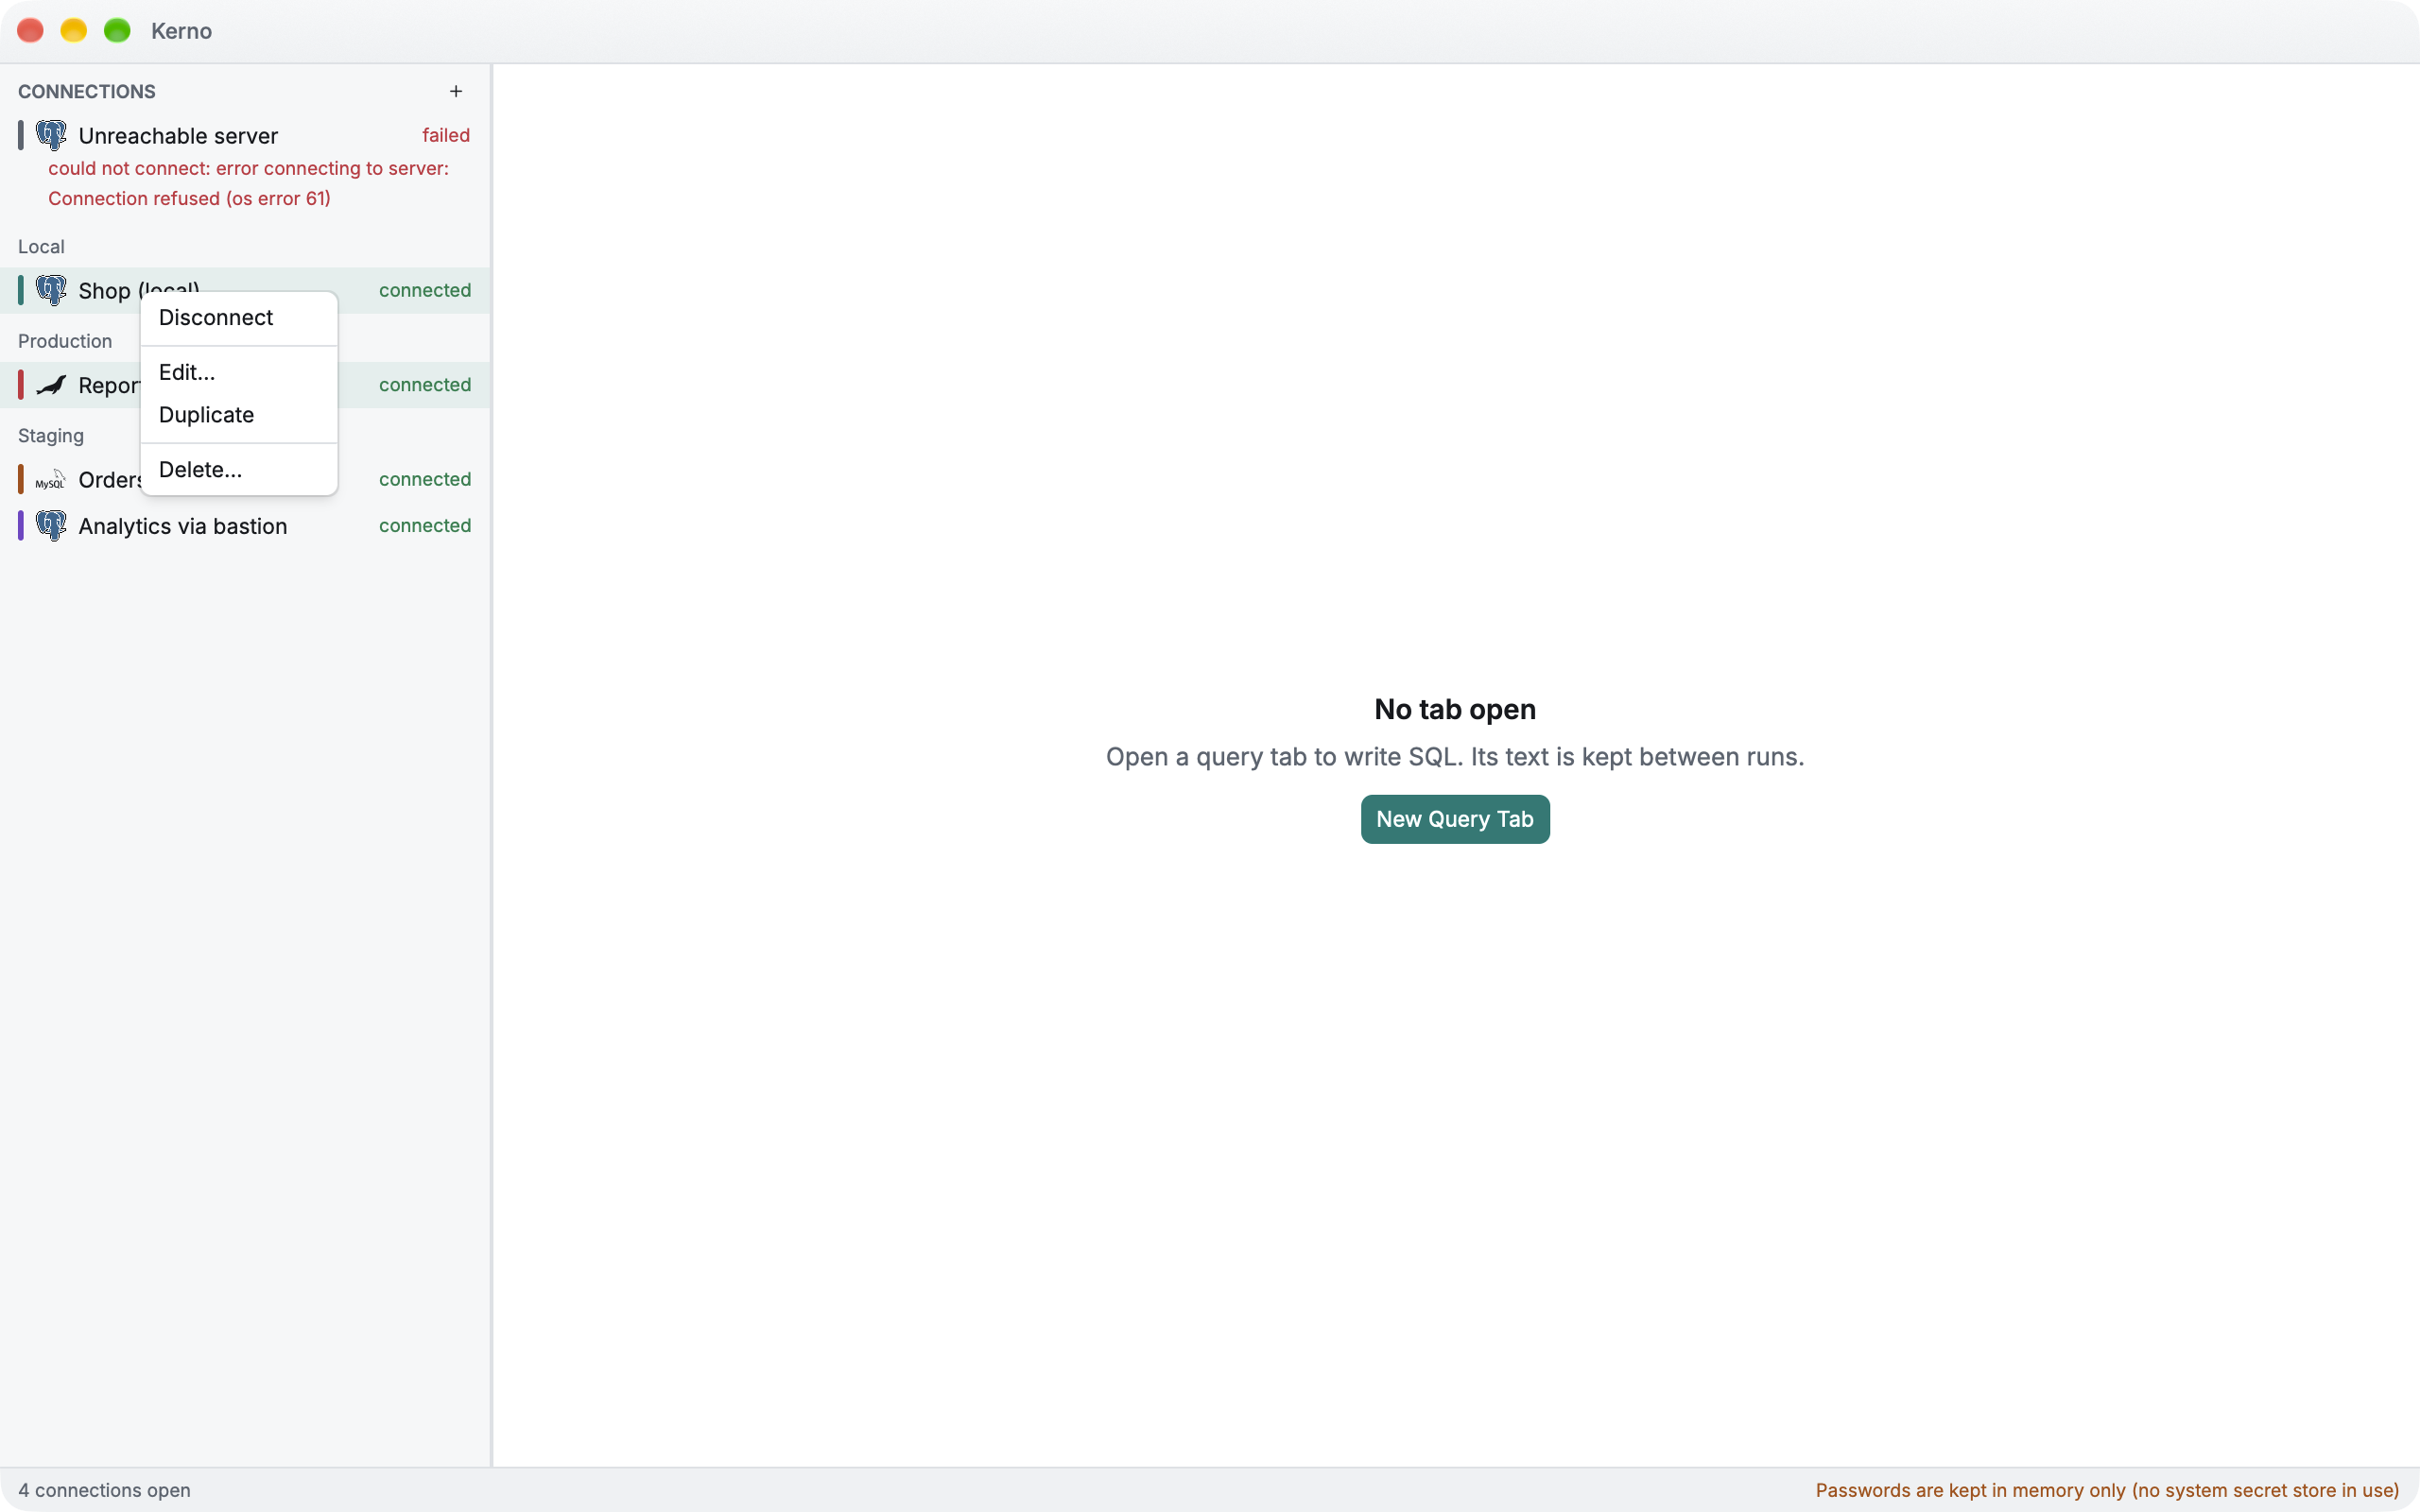 Kerno
CONNECTIONS
+
Unreachable server failed
could not connect: error connecting to server:
Connection refused (os error 61)
Local
Shop (local) connected
Disconnect
Production
Edit...
connected
Duplicate
Staging
Delete...
MySQL connected
Analytics via bastion connected
No tab open
Open a query tab to write SQL. Its text is kept between runs.
New Query Tab
4 connections open
Passwords are kept in memory only (no system secret store in use)